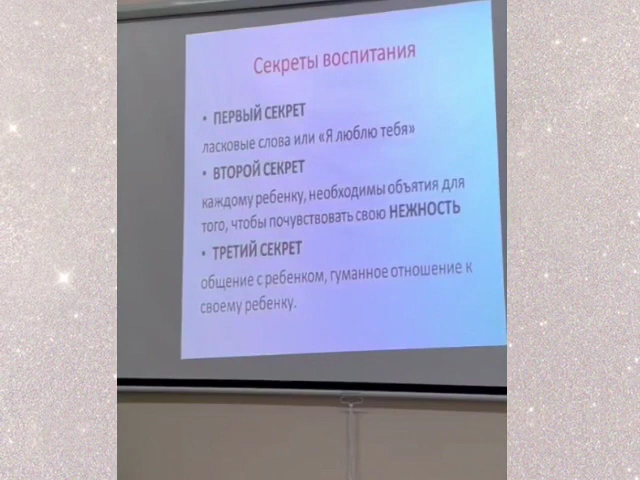 Секреты воспитания
• ПЕРВЫЙ СЕКРЕТ
ласковые слова или «Я люблю тебя»
• ВТОРОЙ СЕКРЕТ
каждому ребенку, необходимы объятия для
того, чтобы почувствовать свою НЕЖНОСТЬ
• ТРЕТИЙ СЕКРЕТ
общение с ребенком, гуманное отношение к
своему ребенку.